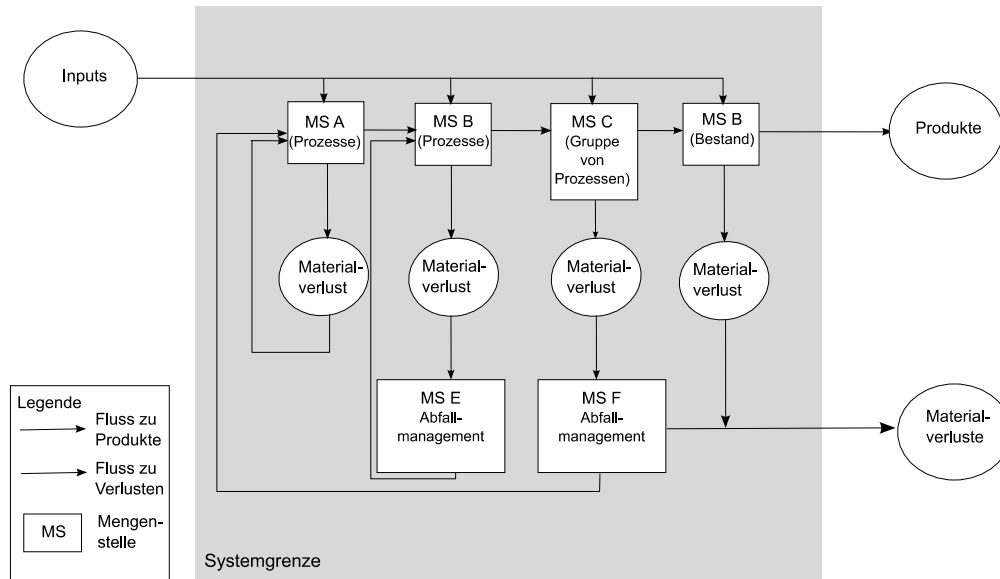 Inputs
MS A
(Prozesse)
MS B
(Prozesse)
MS C
(Gruppe
von
Prozessen)
MS B
(Bestand)
Produkte
Material-
verlust
Material-
verlust
Material-
verlust
Material-
verlust
MS E
Abfall-
management
MS F
Abfall-
management
Material-
verluste
Legende
Fluss zu
Produkte
Fluss zu
Verlusten
MS
Mengen-
stelle
Systemgrenze